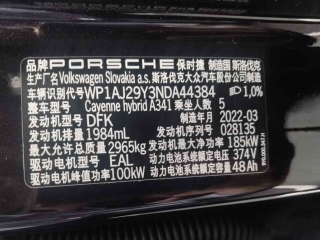 品牌 PORSCHE 保时捷 制造国 斯洛伐克
生产厂名 Volkswagen Slovakia a.s. 斯洛伐克大众汽车股份公司制造
车辆识别代号 WP1AJ29Y3NDA44384 1,0%
整车型号 Cayenne hybrid A341 乘坐人数 5
发动机型号 DFK 制造年月 2022-03
发动机排量 1984mL 序号 028135
最大允许总质量 2965kg 发动机最大净功率 185kW
驱动电机型号 EAL 动力电池系统额定电压 374V
驱动电机峰值功率 100kW 动力电池系统额定容量 48Ah